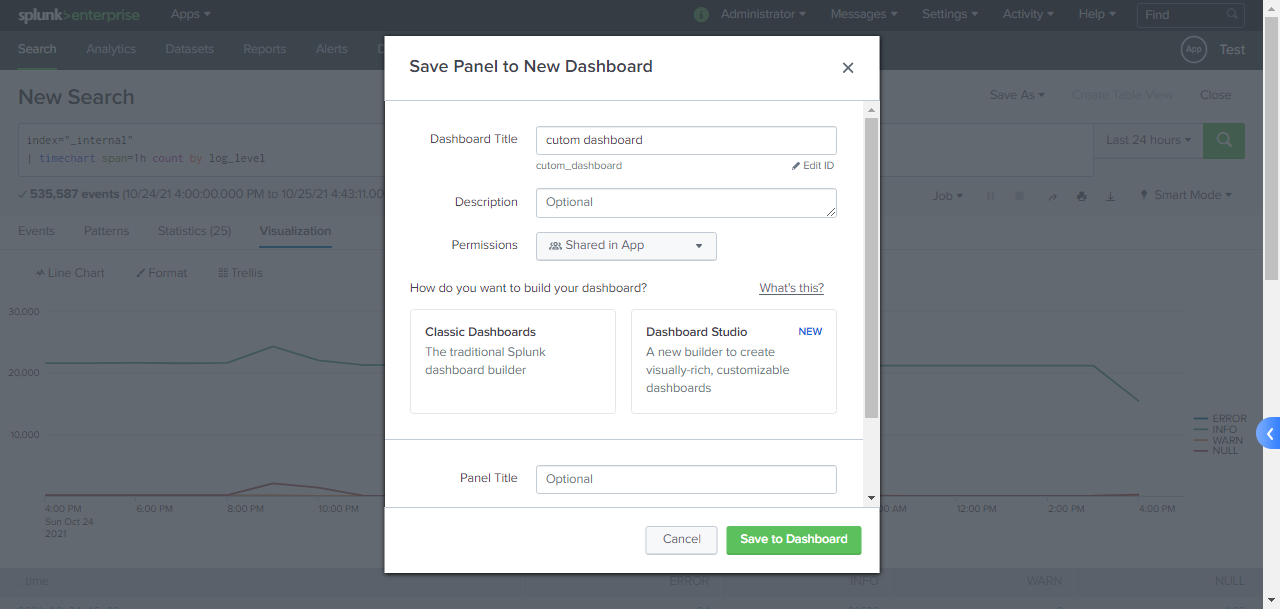 splunk>enterprise Apps Administrator Messages Settings Activity Help Find
Search Analytics Datasets Reports Alerts D App Test
Save Panel to New Dashboard
New Search Save As Create Table View Close
index="_internal"
| timechart span=1h count by log_level
Last 24 hours
535,587 events (10/24/21 4:00:00.000 PM to 10/25/21 4:43:11.00
Job Smart Mode
Events Patterns Statistics (25) Visualization
Line Chart Format Trellis
Dashboard Title cutom dashboard
cutom_dashboard Edit ID
Description Optional
Permissions Shared in App
How do you want to build your dashboard? What's this?
Classic Dashboards
The traditional Splunk
dashboard builder
Dashboard Studio NEW
A new builder to create
visually-rich, customizable
dashboards
Panel Title Optional
Cancel Save to Dashboard
30,000
20,000
10,000
ERROR
INFO
WARN
NULL
4:00 PM 6:00 PM 8:00 PM 10:00 PM 00 AM 12:00 PM 2:00 PM 4:00 PM
Sun Oct 24
2021
time ERROR INFO WARN NULL